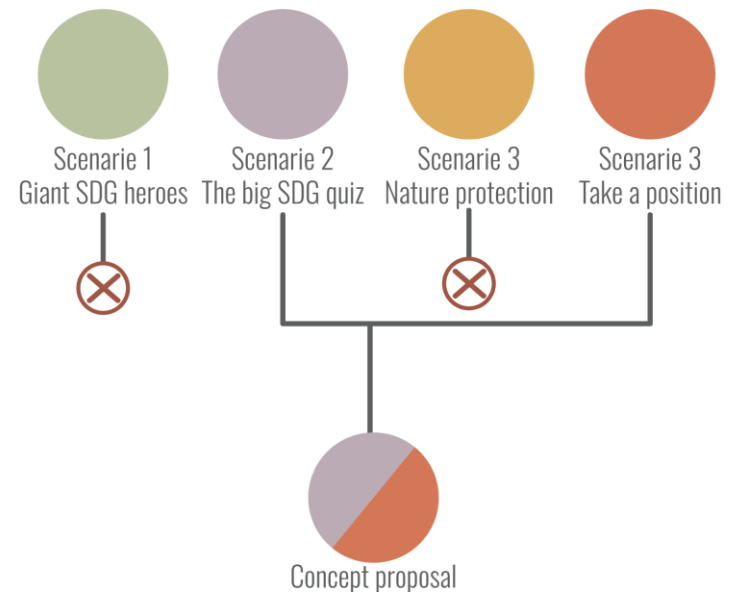 Scenarie 1
Giant SDG heroes
Scenarie 2
The big SDG quiz
Scenarie 3
Nature protection
Scenarie 3
Take a position
Concept proposal